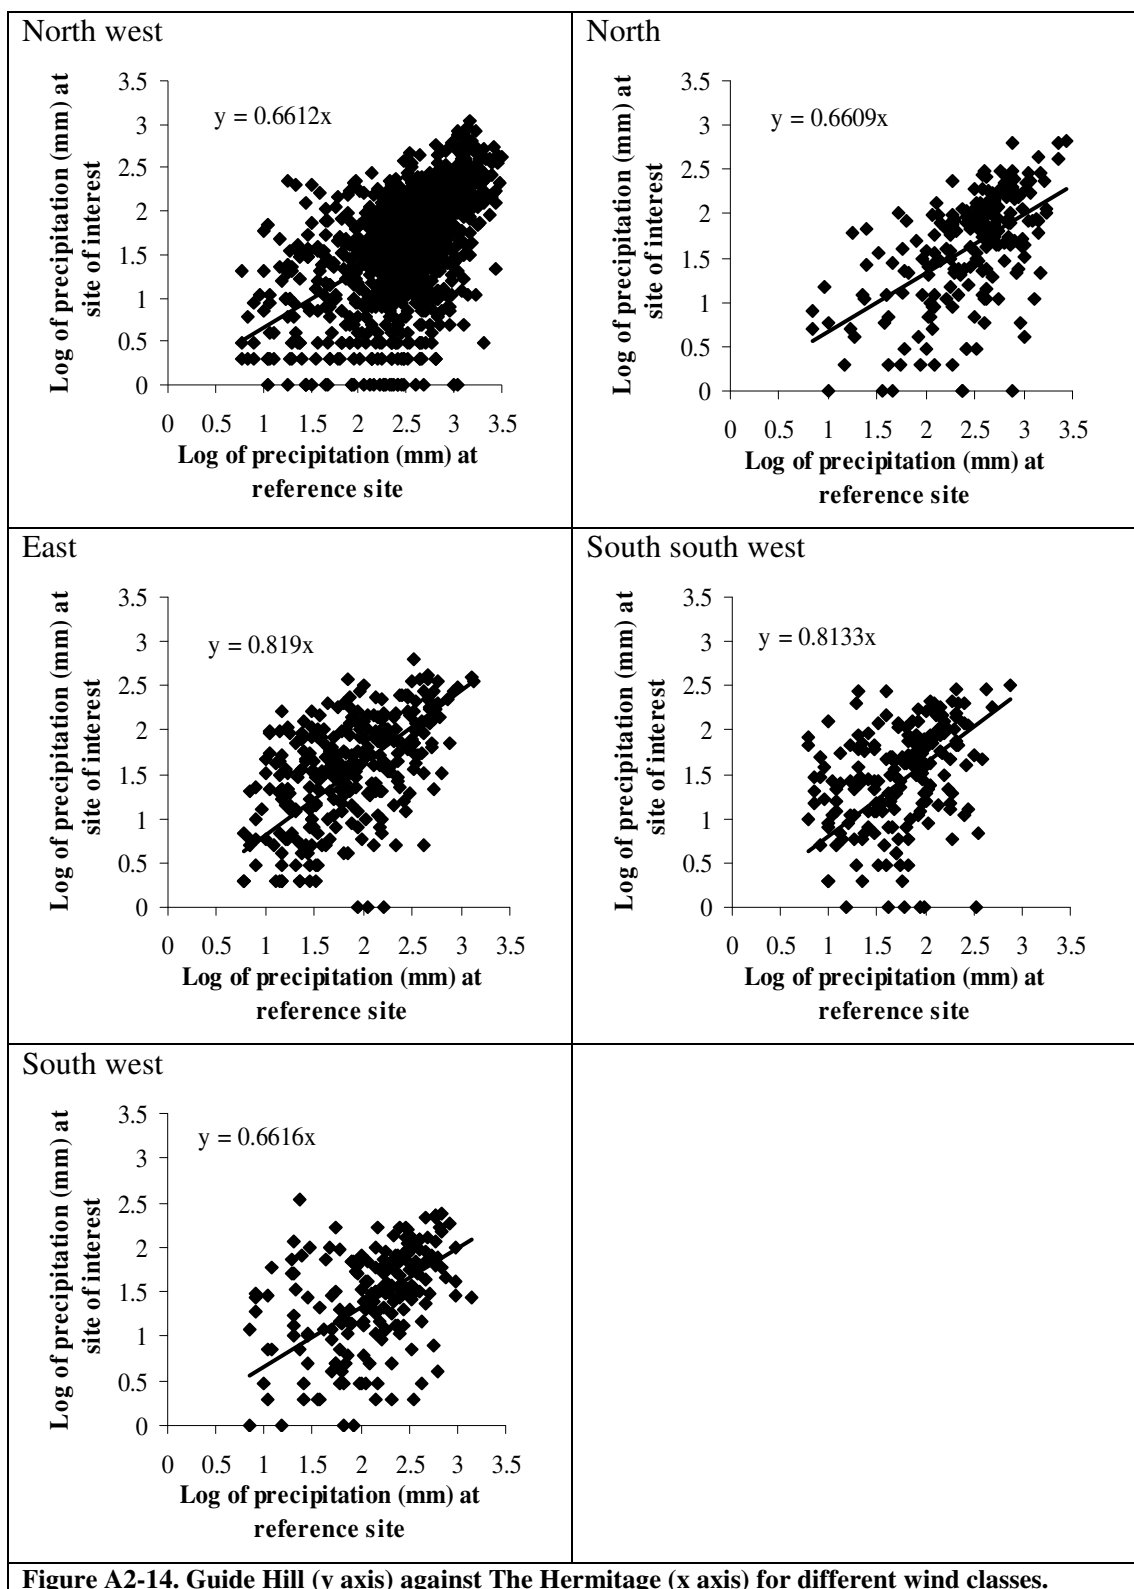 North west
Log of precipitation (mm) at
site of interest
3.5
3
2.5
2
1.5
1
0.5
0
y = 0.6612x
0 0.5 1 1.5 2 2.5 3 3.5
Log of precipitation (mm) at
reference site
North
Log of precipitation (mm) at
site of interest
3.5
3
2.5
2
1.5
1
0.5
0
y = 0.6609x
0 0.5 1 1.5 2 2.5 3 3.5
Log of precipitation (mm) at
reference site
East
Log of precipitation (mm) at
site of interest
3.5
3
2.5
2
1.5
1
0.5
0
y = 0.819x
0 0.5 1 1.5 2 2.5 3 3.5
Log of precipitation (mm) at
reference site
South south west
Log of precipitation (mm) at
site of interest
3.5
3
2.5
2
1.5
1
0.5
0
y = 0.8133x
0 0.5 1 1.5 2 2.5 3 3.5
Log of precipitation (mm) at
reference site
South west
Log of precipitation (mm) at
site of interest
3.5
3
2.5
2
1.5
1
0.5
0
y = 0.6616x
0 0.5 1 1.5 2 2.5 3 3.5
Log of precipitation (mm) at
reference site
Figure A2-14. Guide Hill (y axis) against The Hermitage (x axis) for different wind classes.